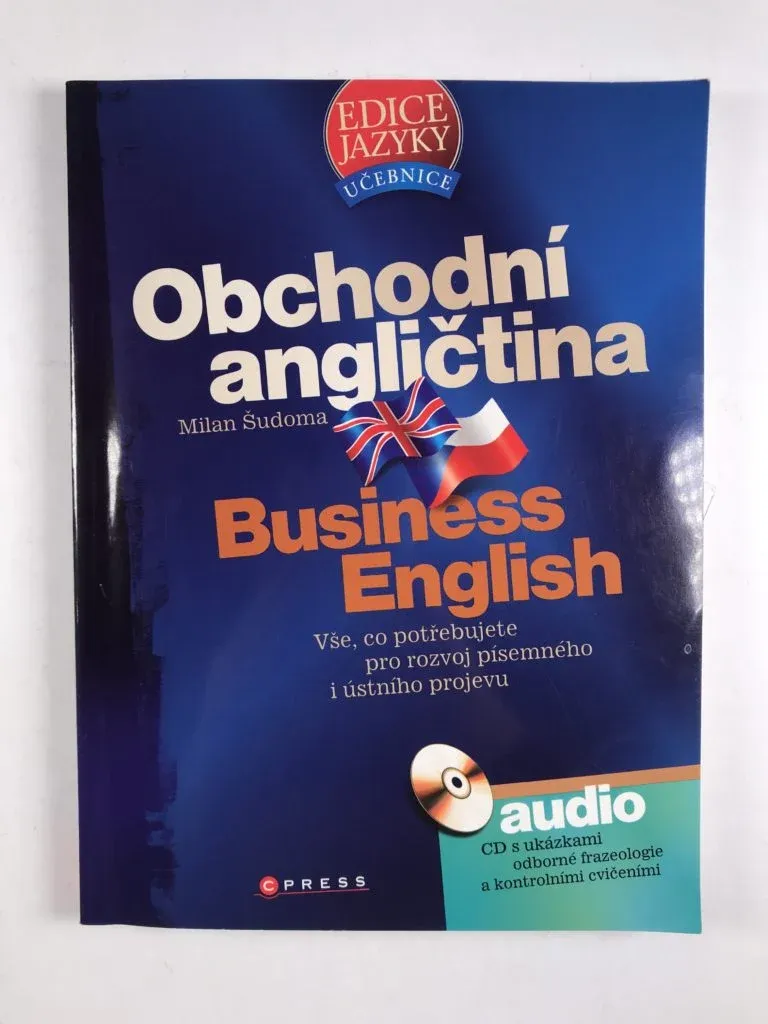 EDICE
JAZYKY
UČEBNICE
Obchodní
angličtina
Milan Šudoma
Business
English
Vše, co potřebujete
pro rozvoj písemného
i ústního projevu
audio
CD s ukázkami
odborné frazeologie
a kontrolními cvičeními
CPRESS